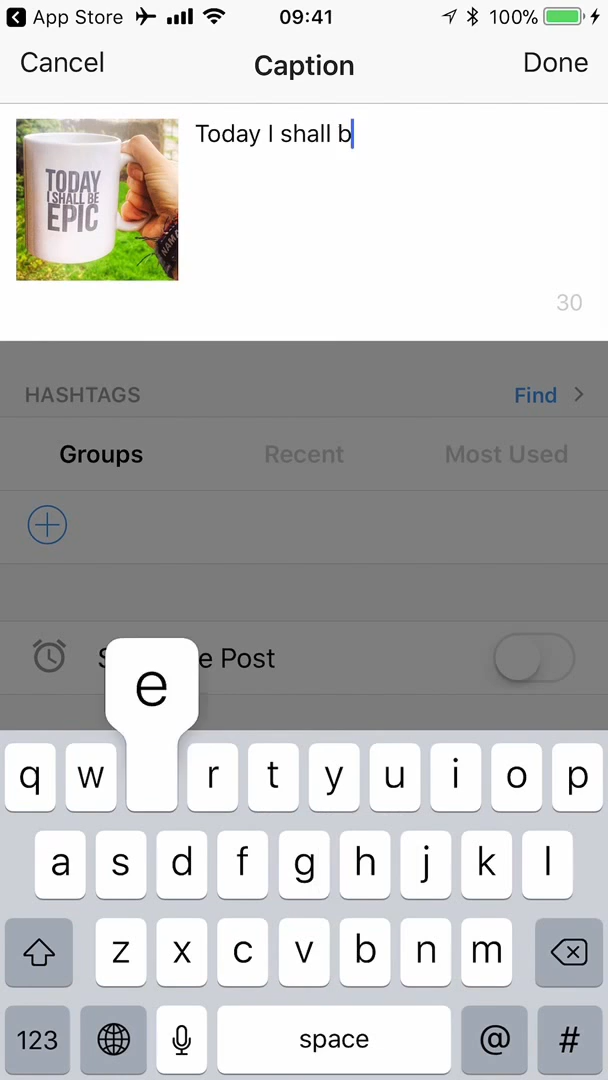 App Store 09:41 100%
Cancel Caption Done
Today I shall b
TODAY
I SHALL BE
EPIC
30
HASHTAGS Find
Groups Recent Most Used
e Post
e
q w r t y u i o p
a s d f g h j k l
z x c v b n m
123 space @ #